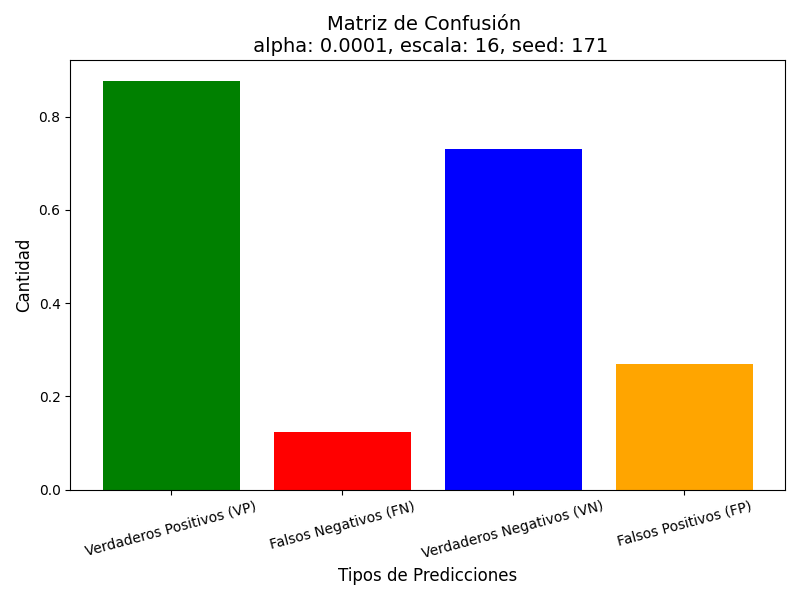 Matriz de Confusión
alpha: 0.0001, escala: 16, seed: 171
Cantidad
0.8
0.6
0.4
0.2
0.0
Verdaderos Positivos (VP)
Falsos Negativos (FN)
Verdaderos Negativos (VN)
Falsos Positivos (FP)
Tipos de Predicciones